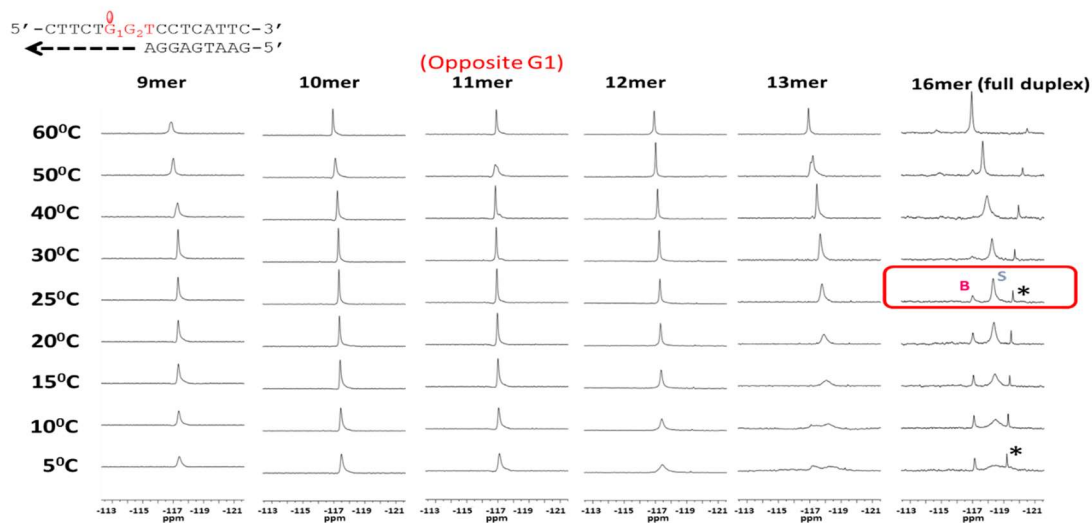 5'-CTTCTG₁G₂TCCTCATTC-3'
AGGAGTAAG-5'
(Opposite G1)
9mer 10mer 11mer 12mer 13mer 16mer (full duplex)
60⁰C
50⁰C
40⁰C
30⁰C
25⁰C B S *
20⁰C
15⁰C
10⁰C
5⁰C *
-113 -115 -117 -119 -121 -113 -115 -117 -119 -121 -113 -115 -117 -119 -121 -113 -115 -117 -119 -121 -113 -115 -117 -119 -121 -113 -115 -117 -119 -121
ppm ppm ppm ppm ppm ppm